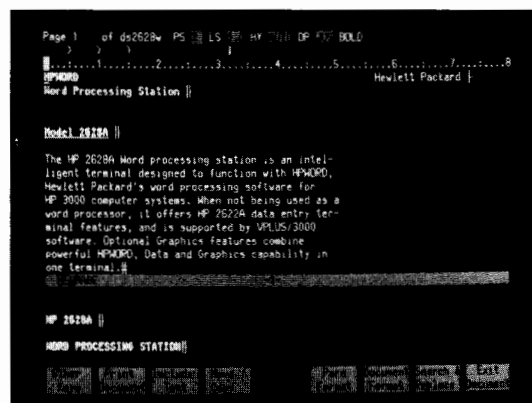 Page 1 of ds2628w PS LS HY DP BOLD
....:....1....:....2....:....3....:....4....:....5....:....6....:....7....:....8
HPWORD Hewlett Packard
Word Processing Station
Model 2628A
The HP 2628A Word processing station is an intel-
ligent terminal designed to function with HPWORD,
Hewlett Packard's word processing software for
HP 3000 computer systems. When not being used as a
word processor, it offers HP 2622A data entry ter-
minal features, and is supported by VPLUS/3000
software. Optional Graphics features combine
powerful HPWORD, Data and Graphics capability in
one terminal.
HP 2628A
WORD PROCESSING STATION
Exit